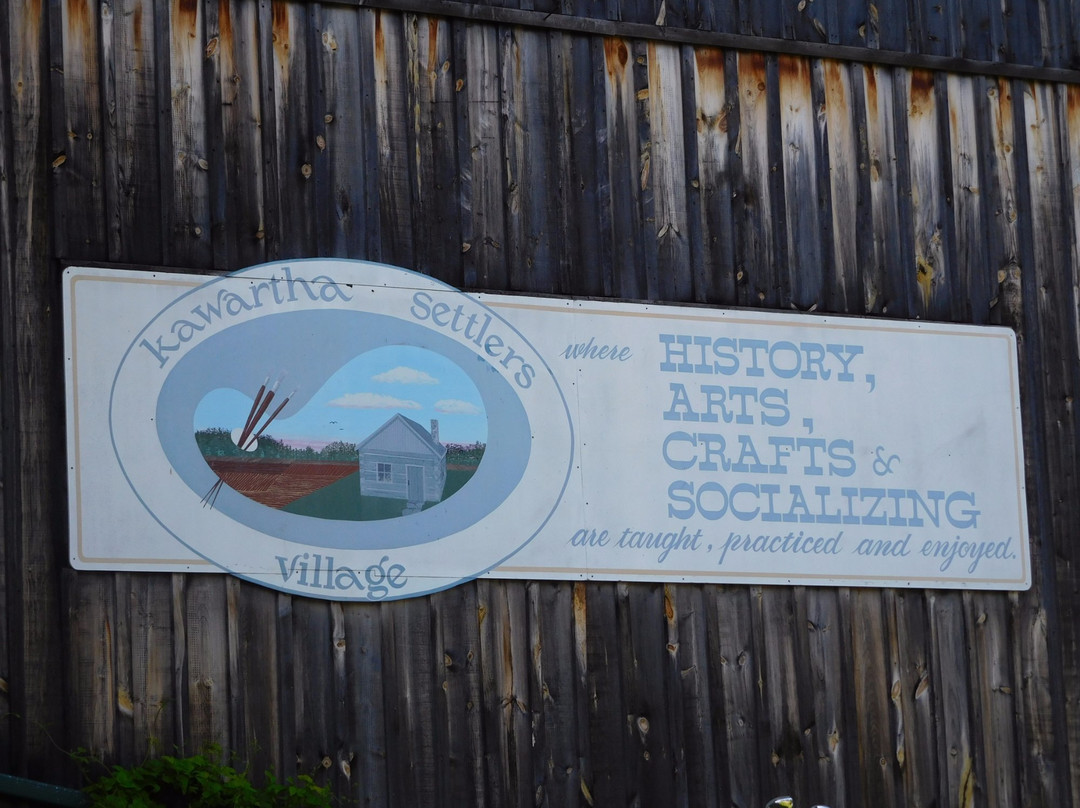 kawartha settlers
village
where HISTORY,
ARTS,
CRAFTS &
SOCIALIZING
are taught, practiced and enjoyed.